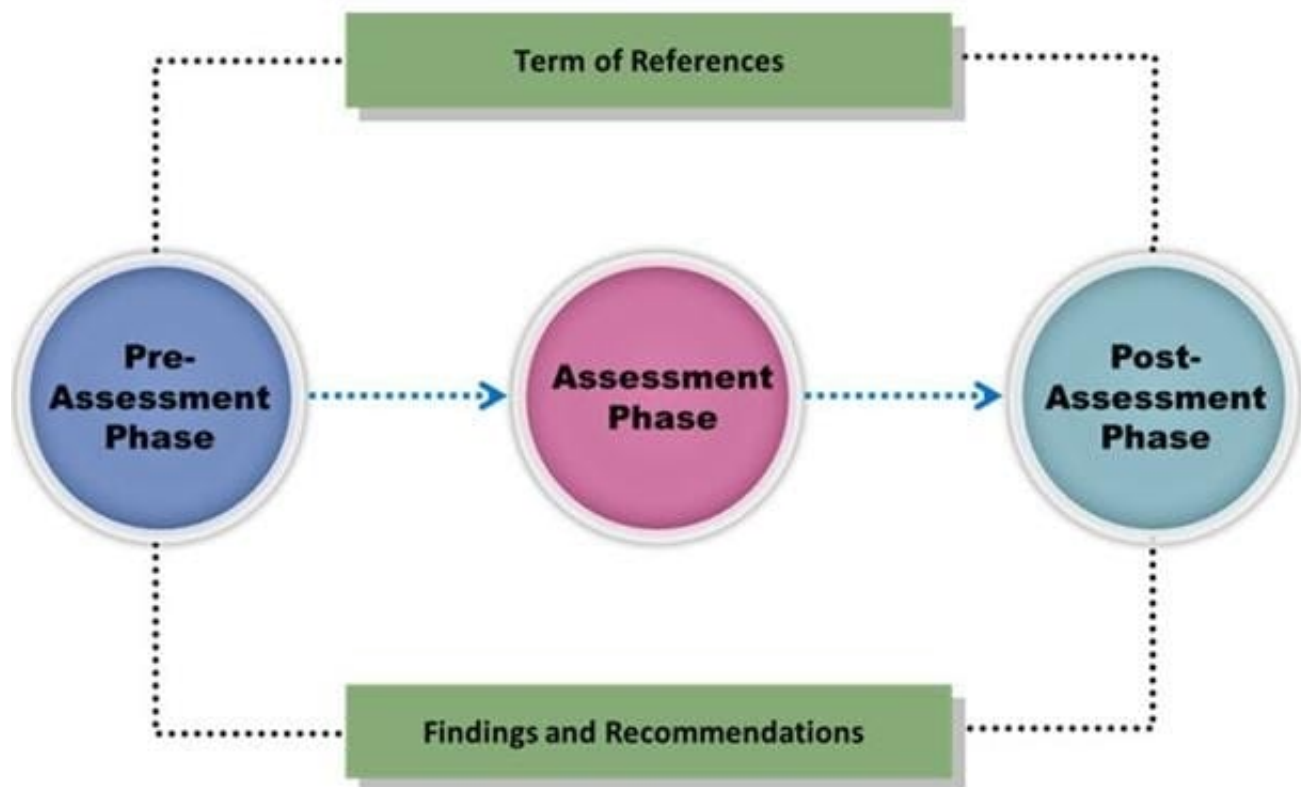 Term of References
Pre-
Assessment
Phase
Assessment
Phase
Post-
Assessment
Phase
Findings and Recommendations